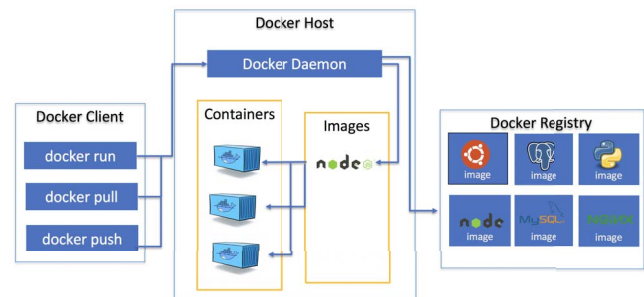 Docker Host
Docker Daemon
Docker Client
docker run
docker pull
docker push
Containers
Images
node
Docker Registry
image
image
image
node
image
MySQL
image
NGINX
image